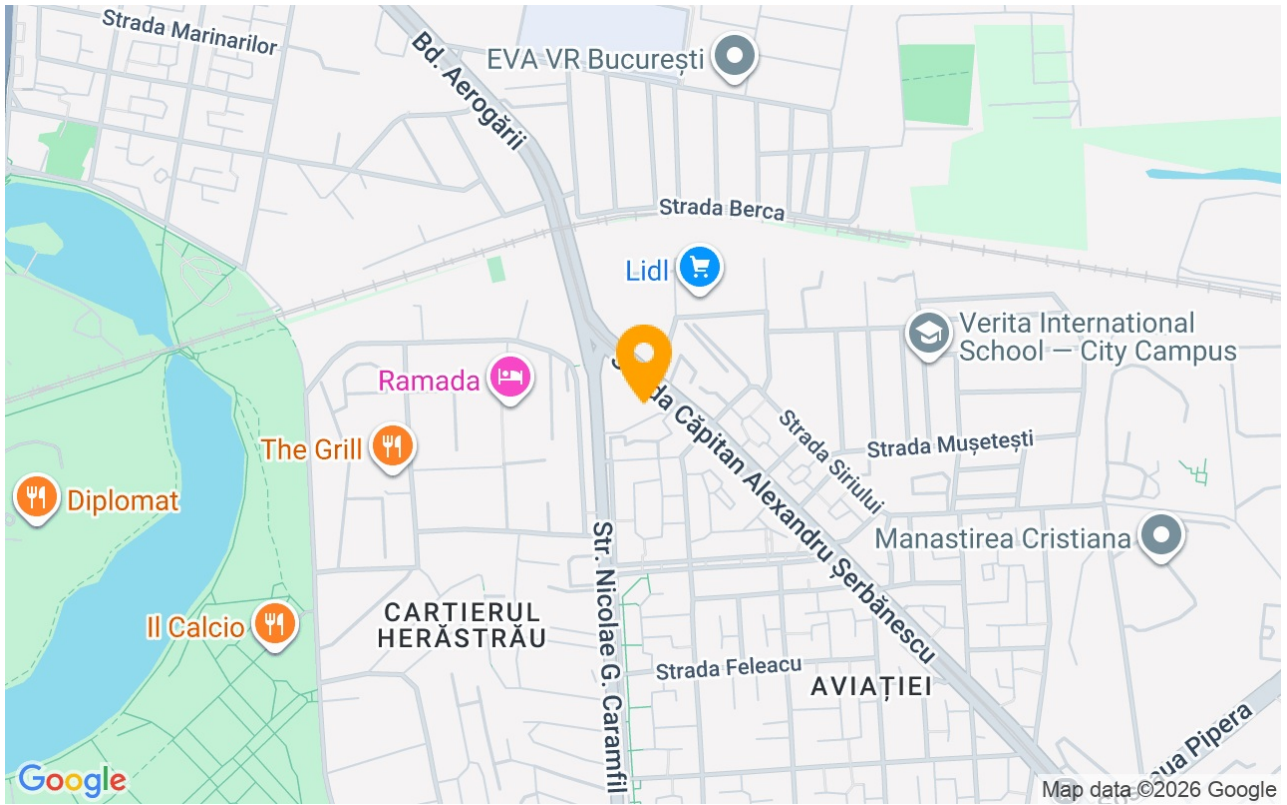 Strada Marinarilor
Bd. Aerogării
EVA VR București
Strada Berca
Lidl
Verita International
School — City Campus
Ramada
The Grill
Diplomat
Căpitan Alexandru Șerbănescu
Strada Siriului
Strada Mușetești
Manastirea Cristiana
Str. Nicolae G. Caramfil
CARTIERUL
HERĂSTRĂU
Il Calcio
Strada Feleacu
AVIAȚIEI
Pipera
Google
Map data ©2026 Google